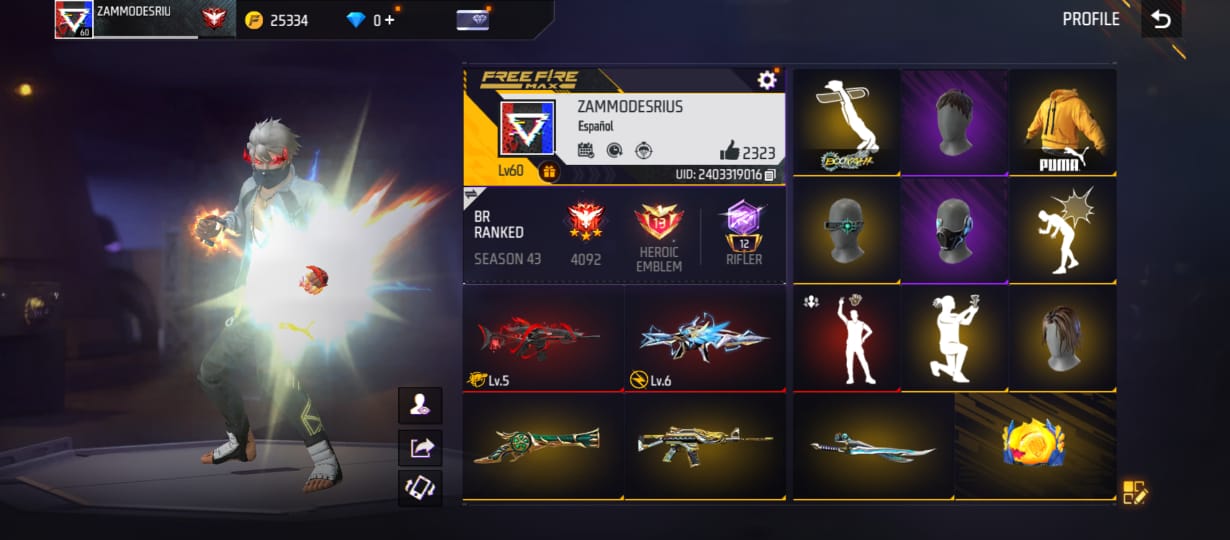 ZAMMODESRIU
60
25334
0 +
PROFILE
FREE FIRE
MAX
ZAMMODESRIUS
Español
2323
Lv60
UID: 2403319016
BR
RANKED
SEASON 43
4092
13
HEROIC
EMBLEM
12
RIFLER
Lv.5
Lv.6
BOOYAH
PUMA